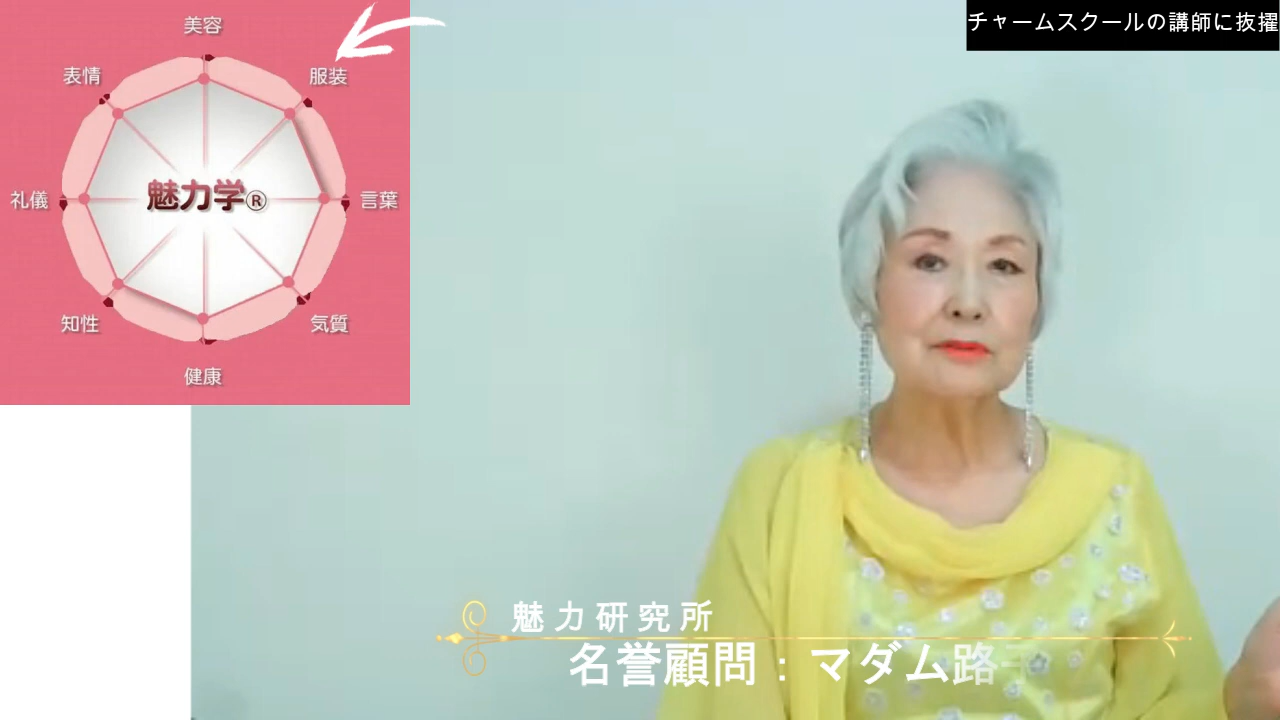 チャームスクールの講師に抜擢
美容
表情
服装
礼儀
魅力学®
言葉
知性
気質
健康
魅力研究所
名誉顧問：マダム路